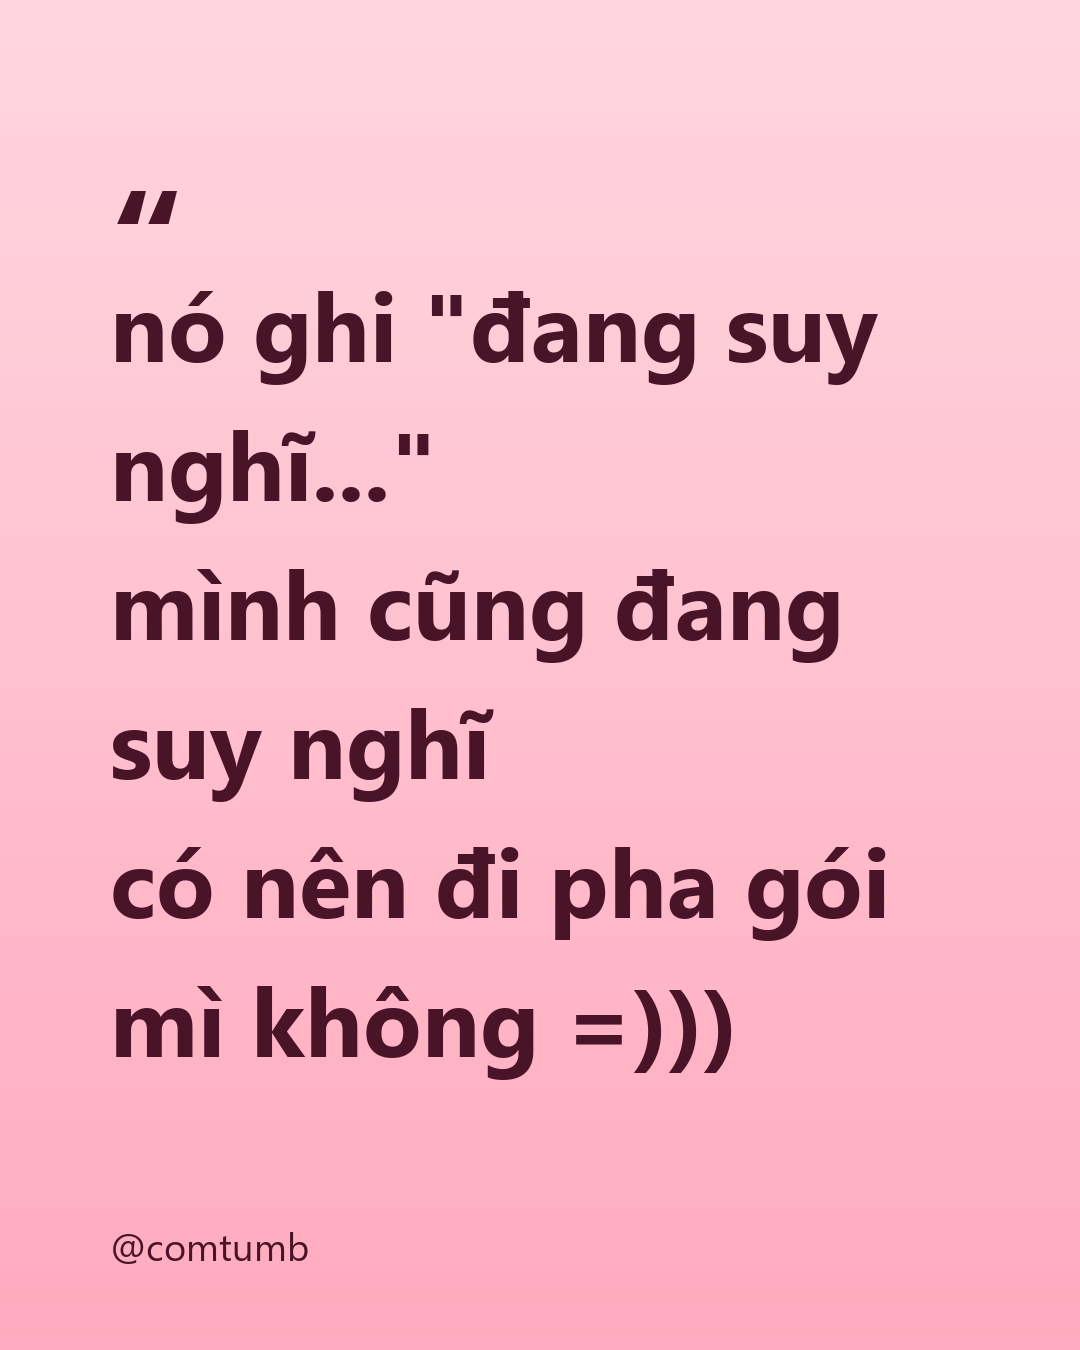 “
nó ghi "đang suy
nghĩ..."
mình cũng đang
suy nghĩ
có nên đi pha gói
mì không =)))
@comtumb